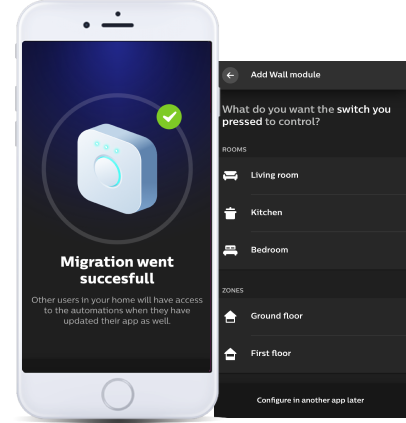 Migration went
succesfull
Other users in your home will have access
to the automations when they have
updated their app as well.
Add Wall module
What do you want the switch you
pressed to control?
ROOMS
Living room
Kitchen
Bedroom
ZONES
Ground floor
First floor
Configure in another app later